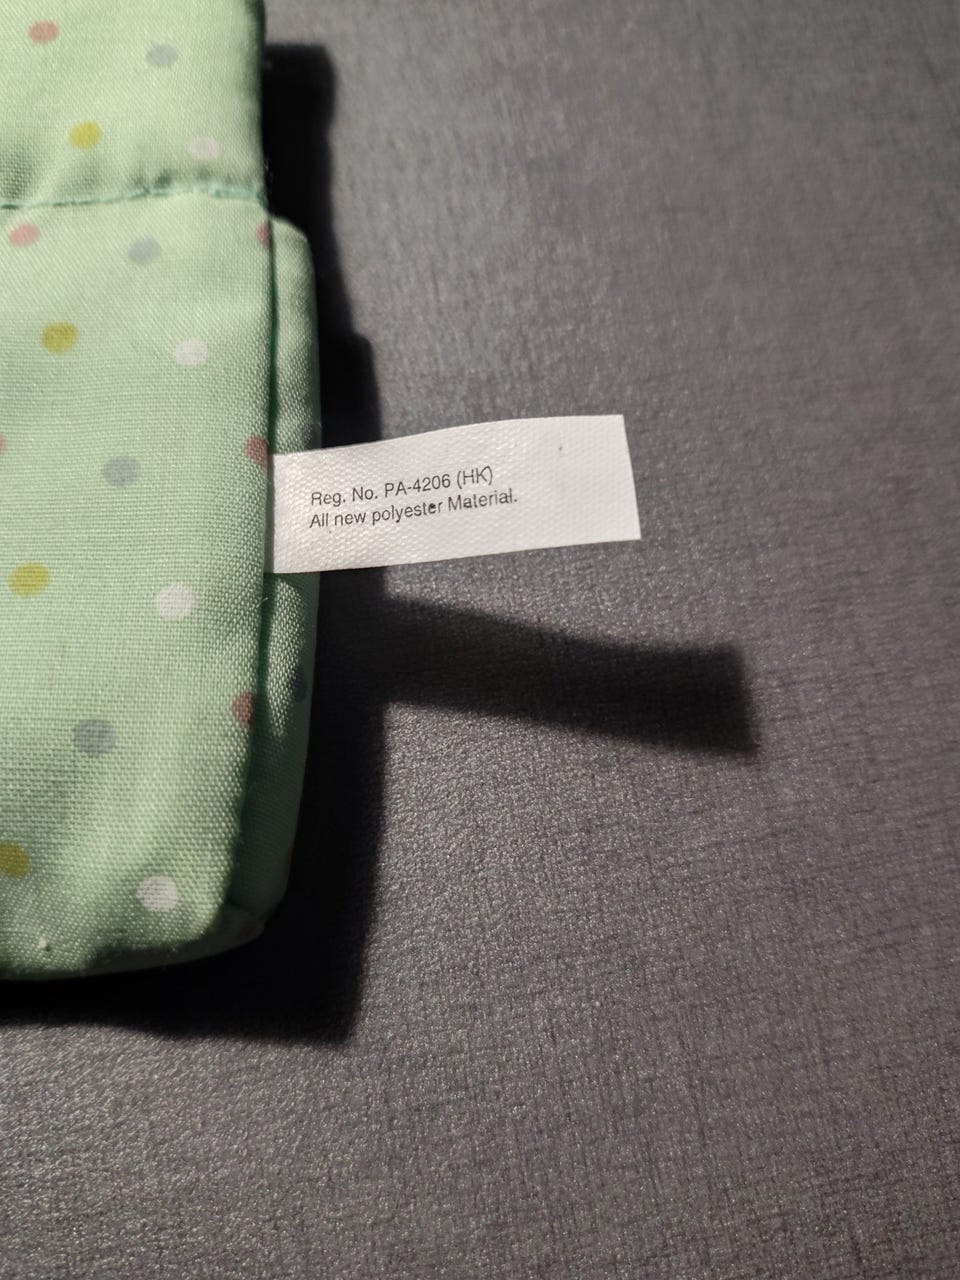 Reg. No. PA-4206 (HK)
All new polyester Material.